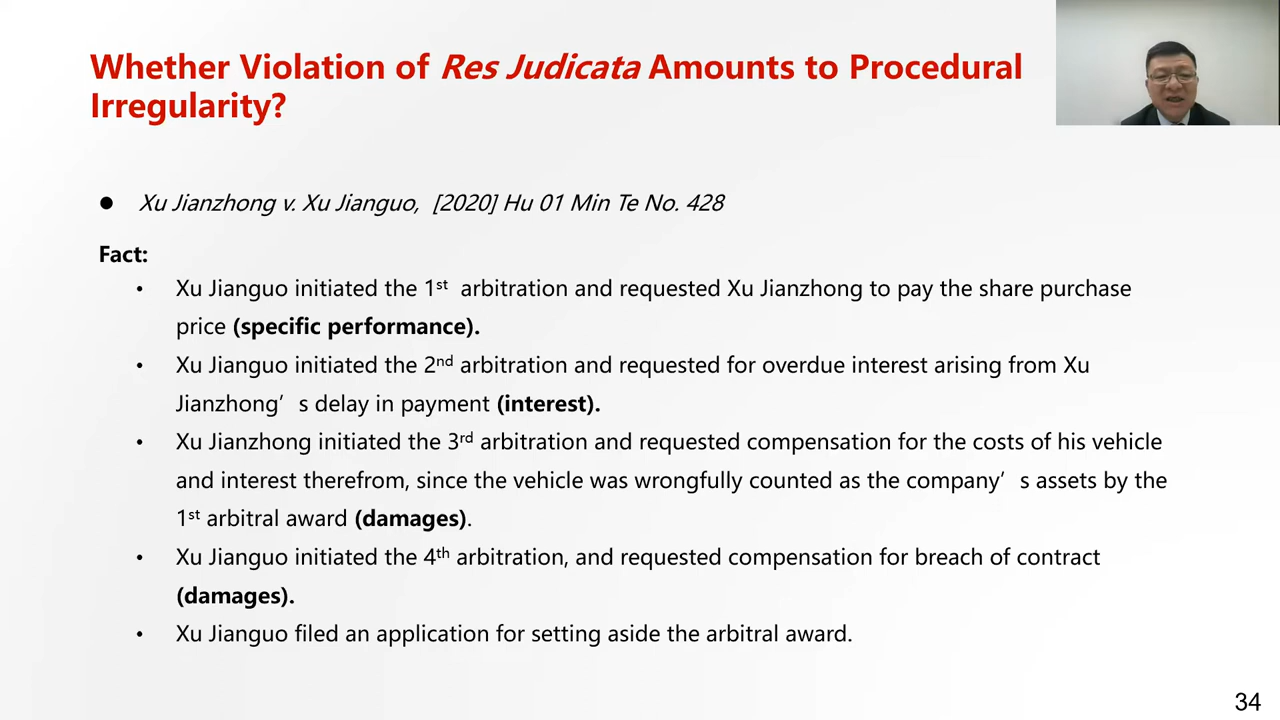 Whether Violation of Res Judicata Amounts to Procedural
Irregularity?
● Xu Jianzhong v. Xu Jianguo, [2020] Hu 01 Min Te No. 428
Fact:
• Xu Jianguo initiated the 1st arbitration and requested Xu Jianzhong to pay the share purchase
price (specific performance).
• Xu Jianguo initiated the 2nd arbitration and requested for overdue interest arising from Xu
Jianzhong’s delay in payment (interest).
• Xu Jianzhong initiated the 3rd arbitration and requested compensation for the costs of his vehicle
and interest therefrom, since the vehicle was wrongfully counted as the company’s assets by the
1st arbitral award (damages).
• Xu Jianguo initiated the 4th arbitration, and requested compensation for breach of contract
(damages).
• Xu Jianguo filed an application for setting aside the arbitral award.
34